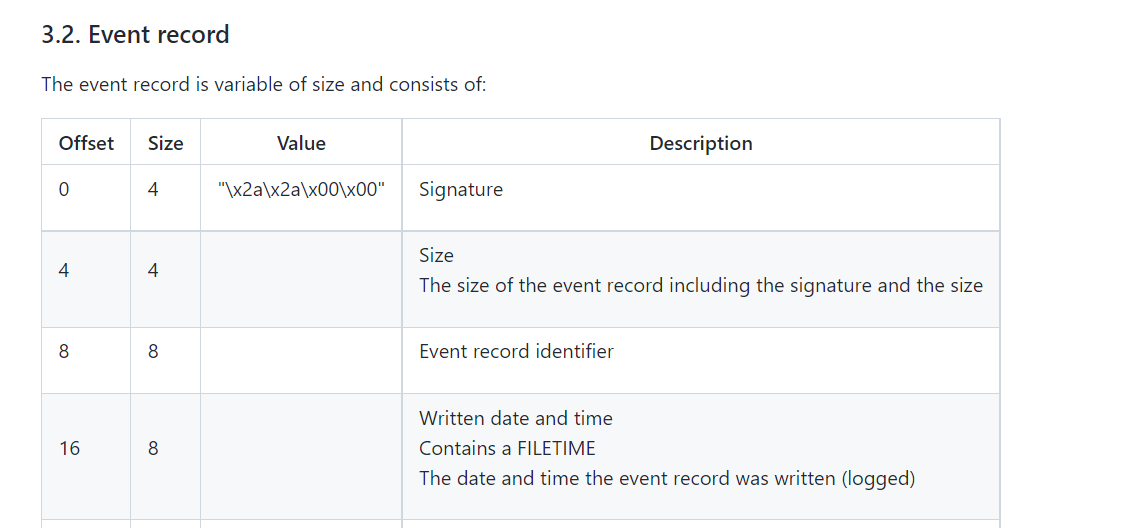 3.2. Event record
The event record is variable of size and consists of:
Offset Size Value Description
0 4 "\x2a\x2a\x00\x00" Signature
4 4 Size
The size of the event record including the signature and the size
8 8 Event record identifier
Written date and time
16 8 Contains a FILETIME
The date and time the event record was written (logged)